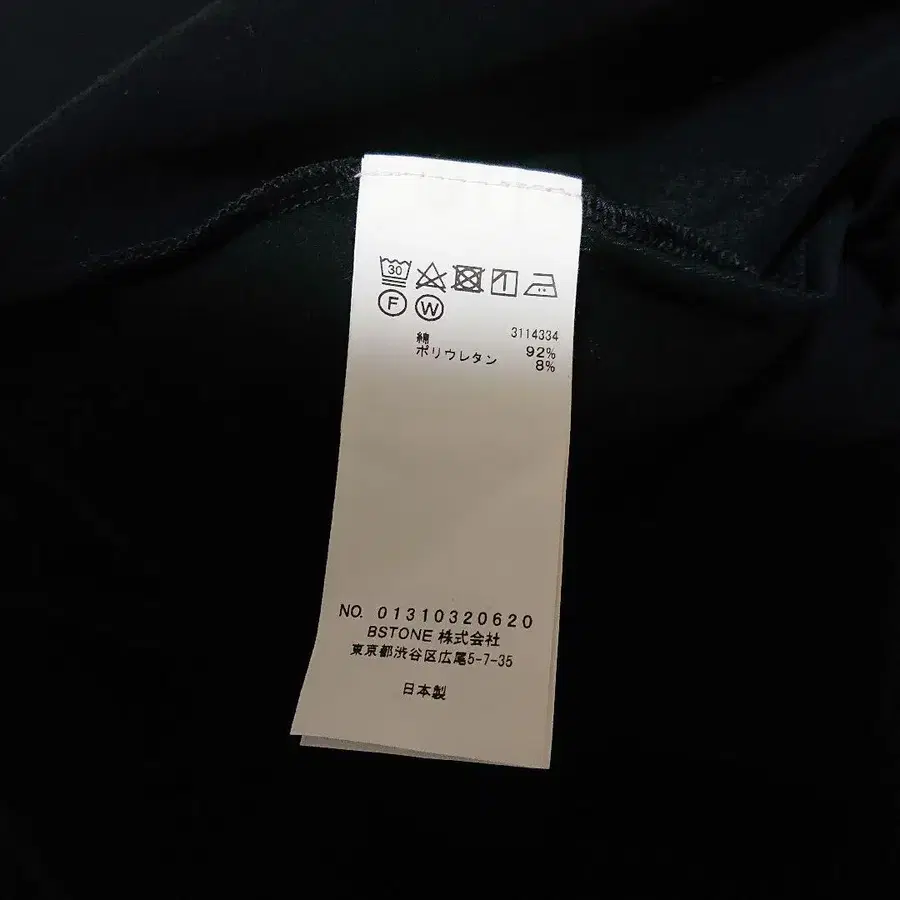 30
F W
3114334
綿 92%
ポリウレタン 8%
NO. 01310320620
BSTONE 株式会社
東京都渋谷区広尾5-7-35
日本製